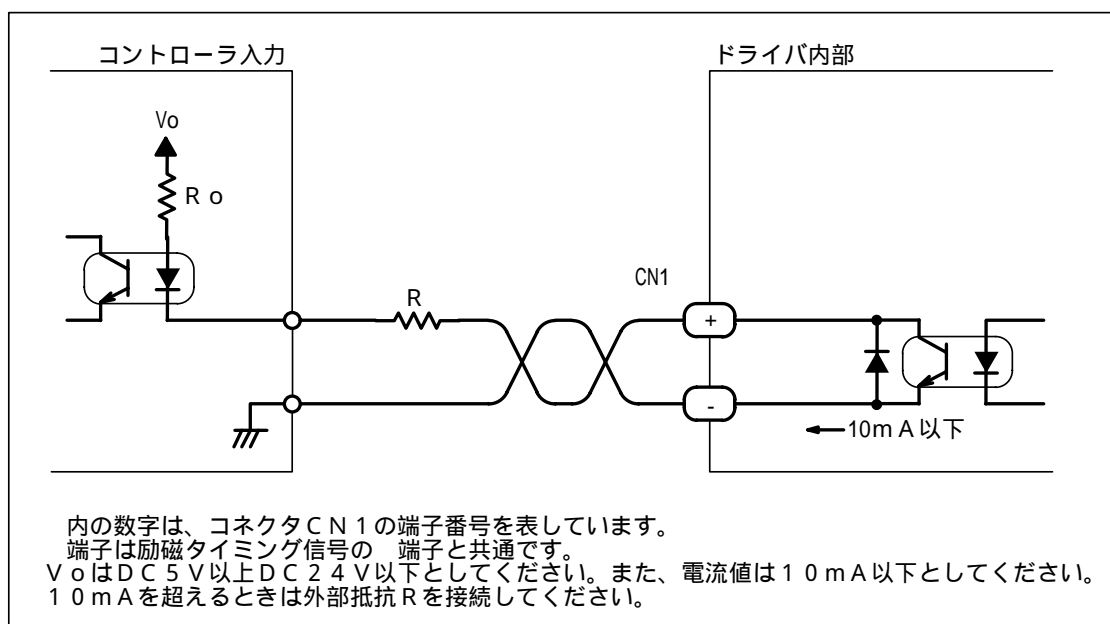 コントローラ入力
ドライバ内部
Vo
Ro
R
CN1
+
-
10mA以下
内の数字は、コネクタCN1の端子番号を表しています。
端子は励磁タイミング信号の 端子と共通です。
VoはDC5V以上DC24V以下としてください。また、電流値は10mA以下としてください。
10mAを超えるときは外部抵抗Rを接続してください。